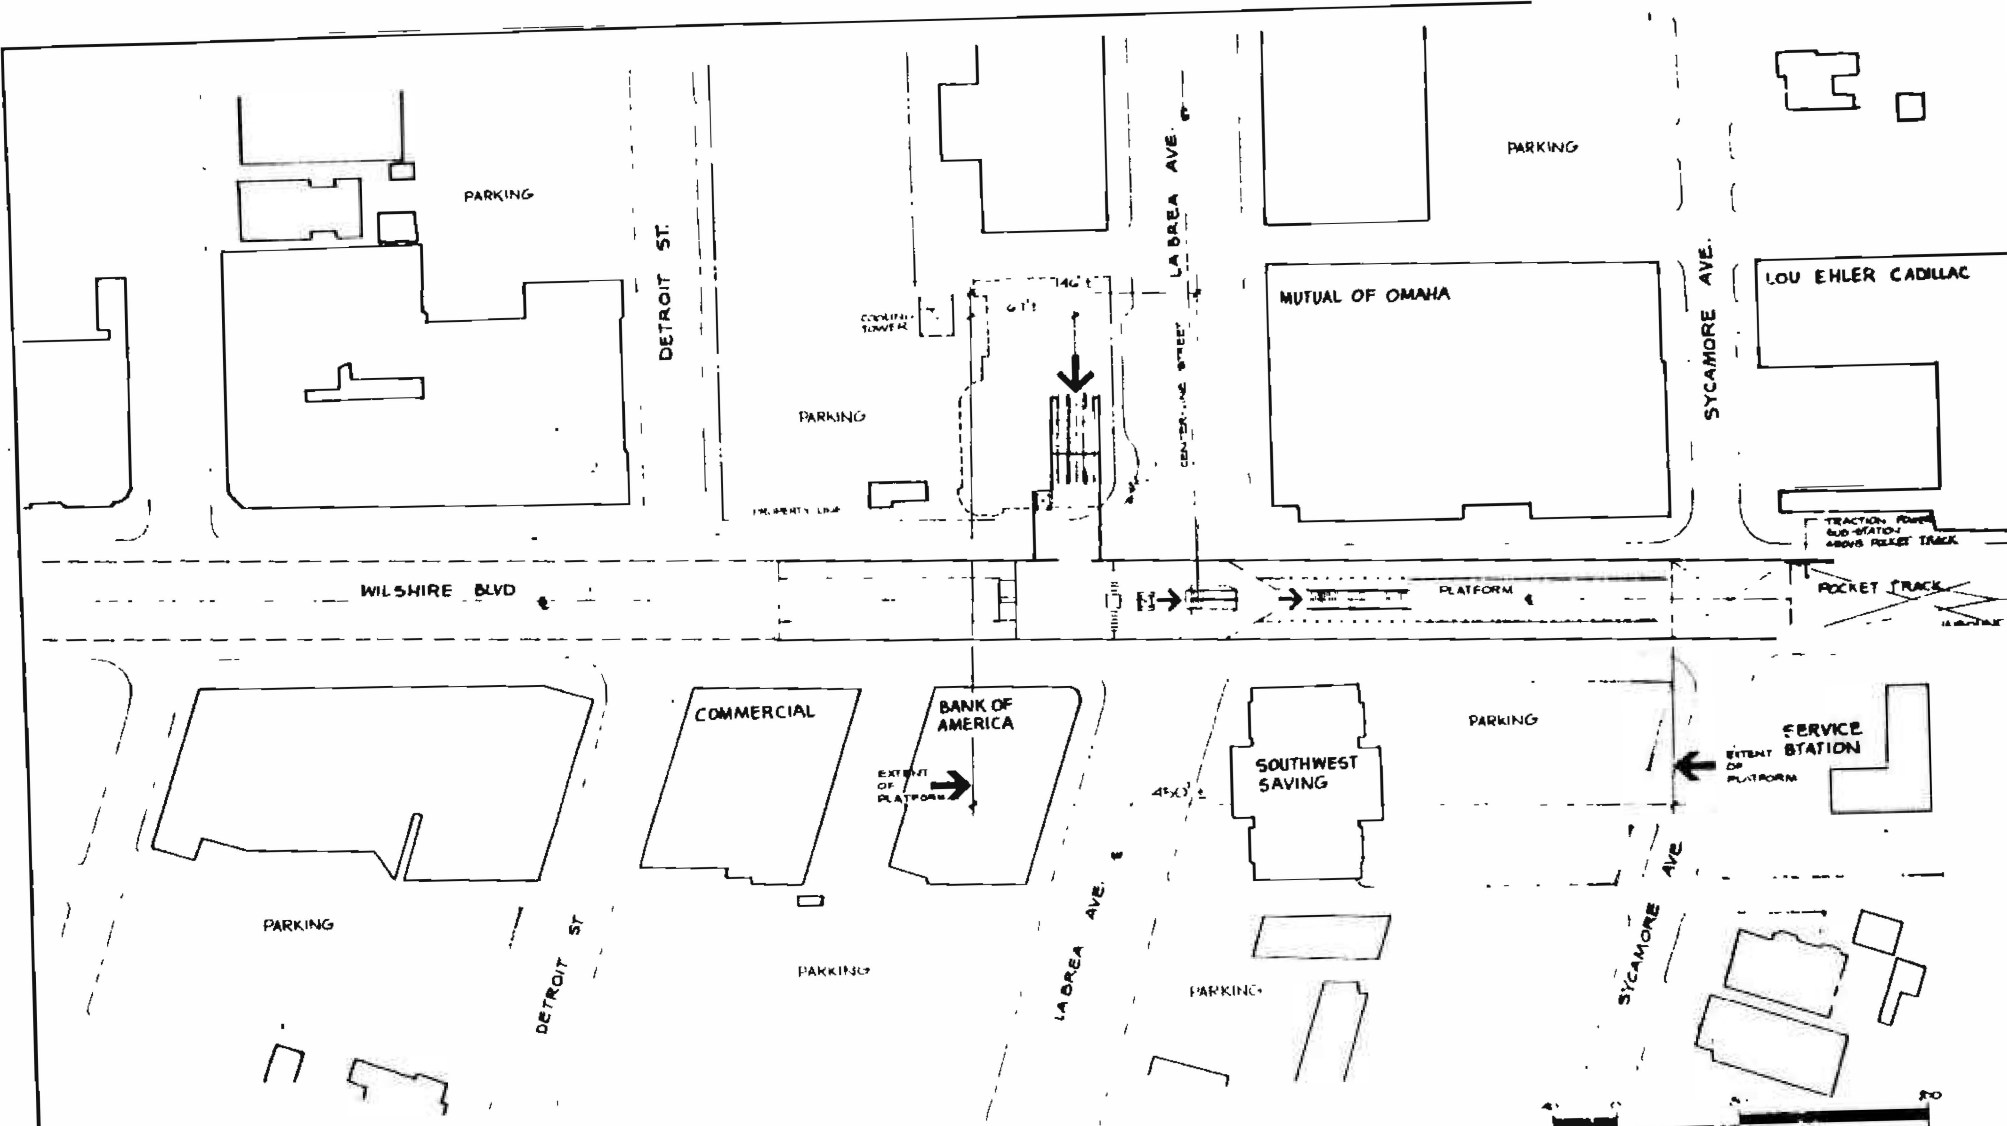 PARKING
PARKING
LA BREA AVE.
DETROIT ST.
SYCAMORE AVE.
LOU EHLER CADILLAC
MUTUAL OF OMAHA
146'±
67'±
COOLING
TOWER
CENTER-LINE STREET
PARKING
PROPERTY LINE
TRACTION POWER
SUB-STATION
ABOVE POCKET TRACK
WILSHIRE BLVD
PLATFORM
POCKET TRACK
COMMERCIAL
BANK OF
AMERICA
PARKING
SERVICE
STATION
SOUTHWEST
SAVING
EXTENT
OF
PLATFORM
EXTENT
OF
PLATFORM
450'±
PARKING
DETROIT ST
PARKING
LA BREA AVE.
PARKING
SYCAMORE AVE